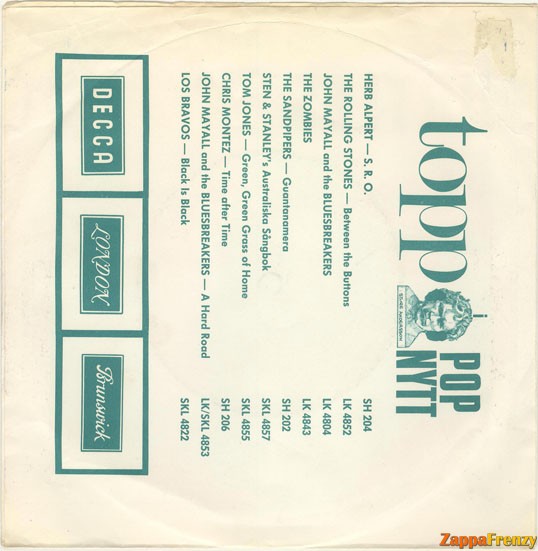 topp i POP
NYTT
STIG ANDERSON
HERB ALPERT — S. R. O. SH 204
THE ROLLING STONES — Between the Buttons LK 4852
JOHN MAYALL and the BLUESBREAKERS LK 4804
THE ZOMBIES LK 4843
THE SANDPIPERS — Guantanamera SH 202
STEN & STANLEY's Australiska Sångbok SKL 4857
TOM JONES — Green, Green Grass of Home SKL 4855
CHRIS MONTEZ — Time after Time SH 206
JOHN MAYALL and the BLUESBREAKERS — A Hard Road LK/SKL 4853
LOS BRAVOS — Black Is Black SKL 4822
DECCA
LONDON
Brunswick
ZappaFrenzy